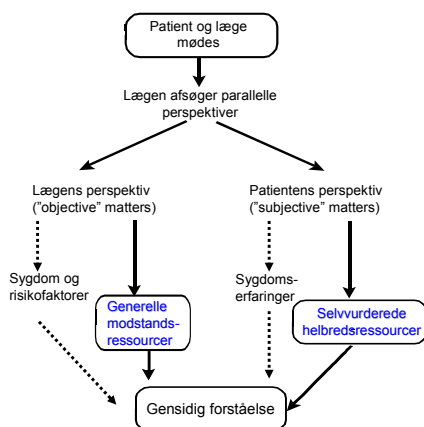 Patient og læge
mødes
Lægen afsøger parallelle
perspektiver
Lægens perspektiv
("objective" matters)
Patientens perspektiv
("subjective" matters)
Sygdom og
risikofaktorer
Generelle
modstands-
ressourcer
Sygdoms-
erfaringer
Selvvurderede
helbredsressourcer
Gensidig forståelse